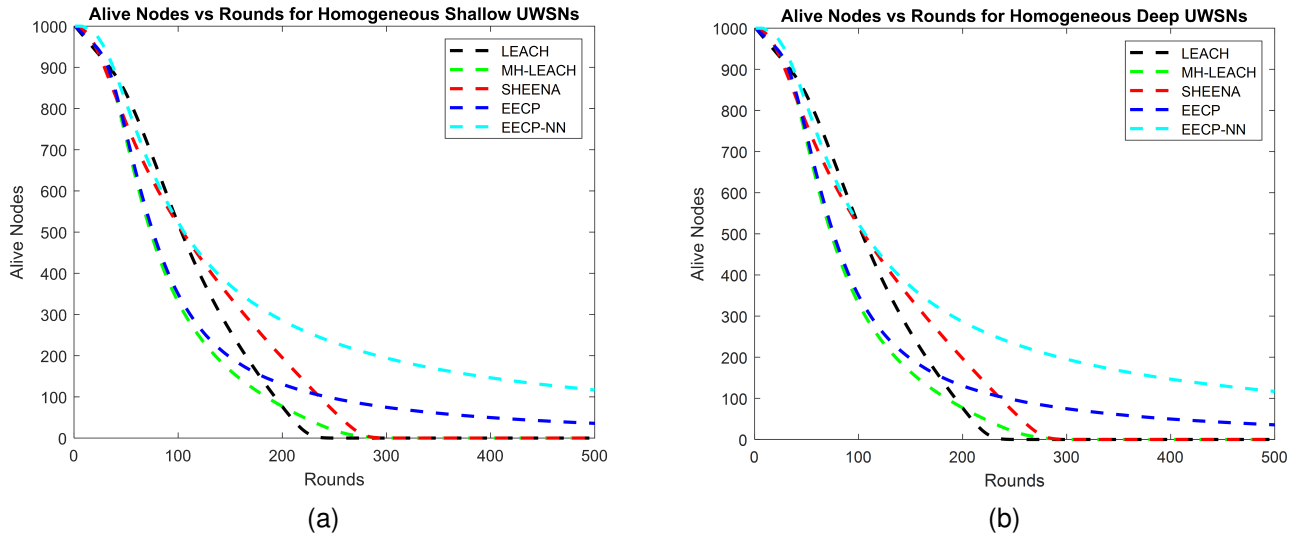 Alive Nodes vs Rounds for Homogeneous Shallow UWSNs
1000
900
800
700
600
500
400
300
200
100
0
Alive Nodes
LEACH
MH-LEACH
SHEENA
EECP
EECP-NN
0 100 200 300 400 500
Rounds
(a)
Alive Nodes vs Rounds for Homogeneous Deep UWSNs
1000
900
800
700
600
500
400
300
200
100
0
Alive Nodes
LEACH
MH-LEACH
SHEENA
EECP
EECP-NN
0 100 200 300 400 500
Rounds
(b)